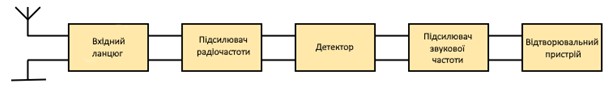 Вхідний
ланцюг
Підсилювач
радіочастоти
Детектор
Підсилювач
звукової
частоти
Відтворювальний
пристрій